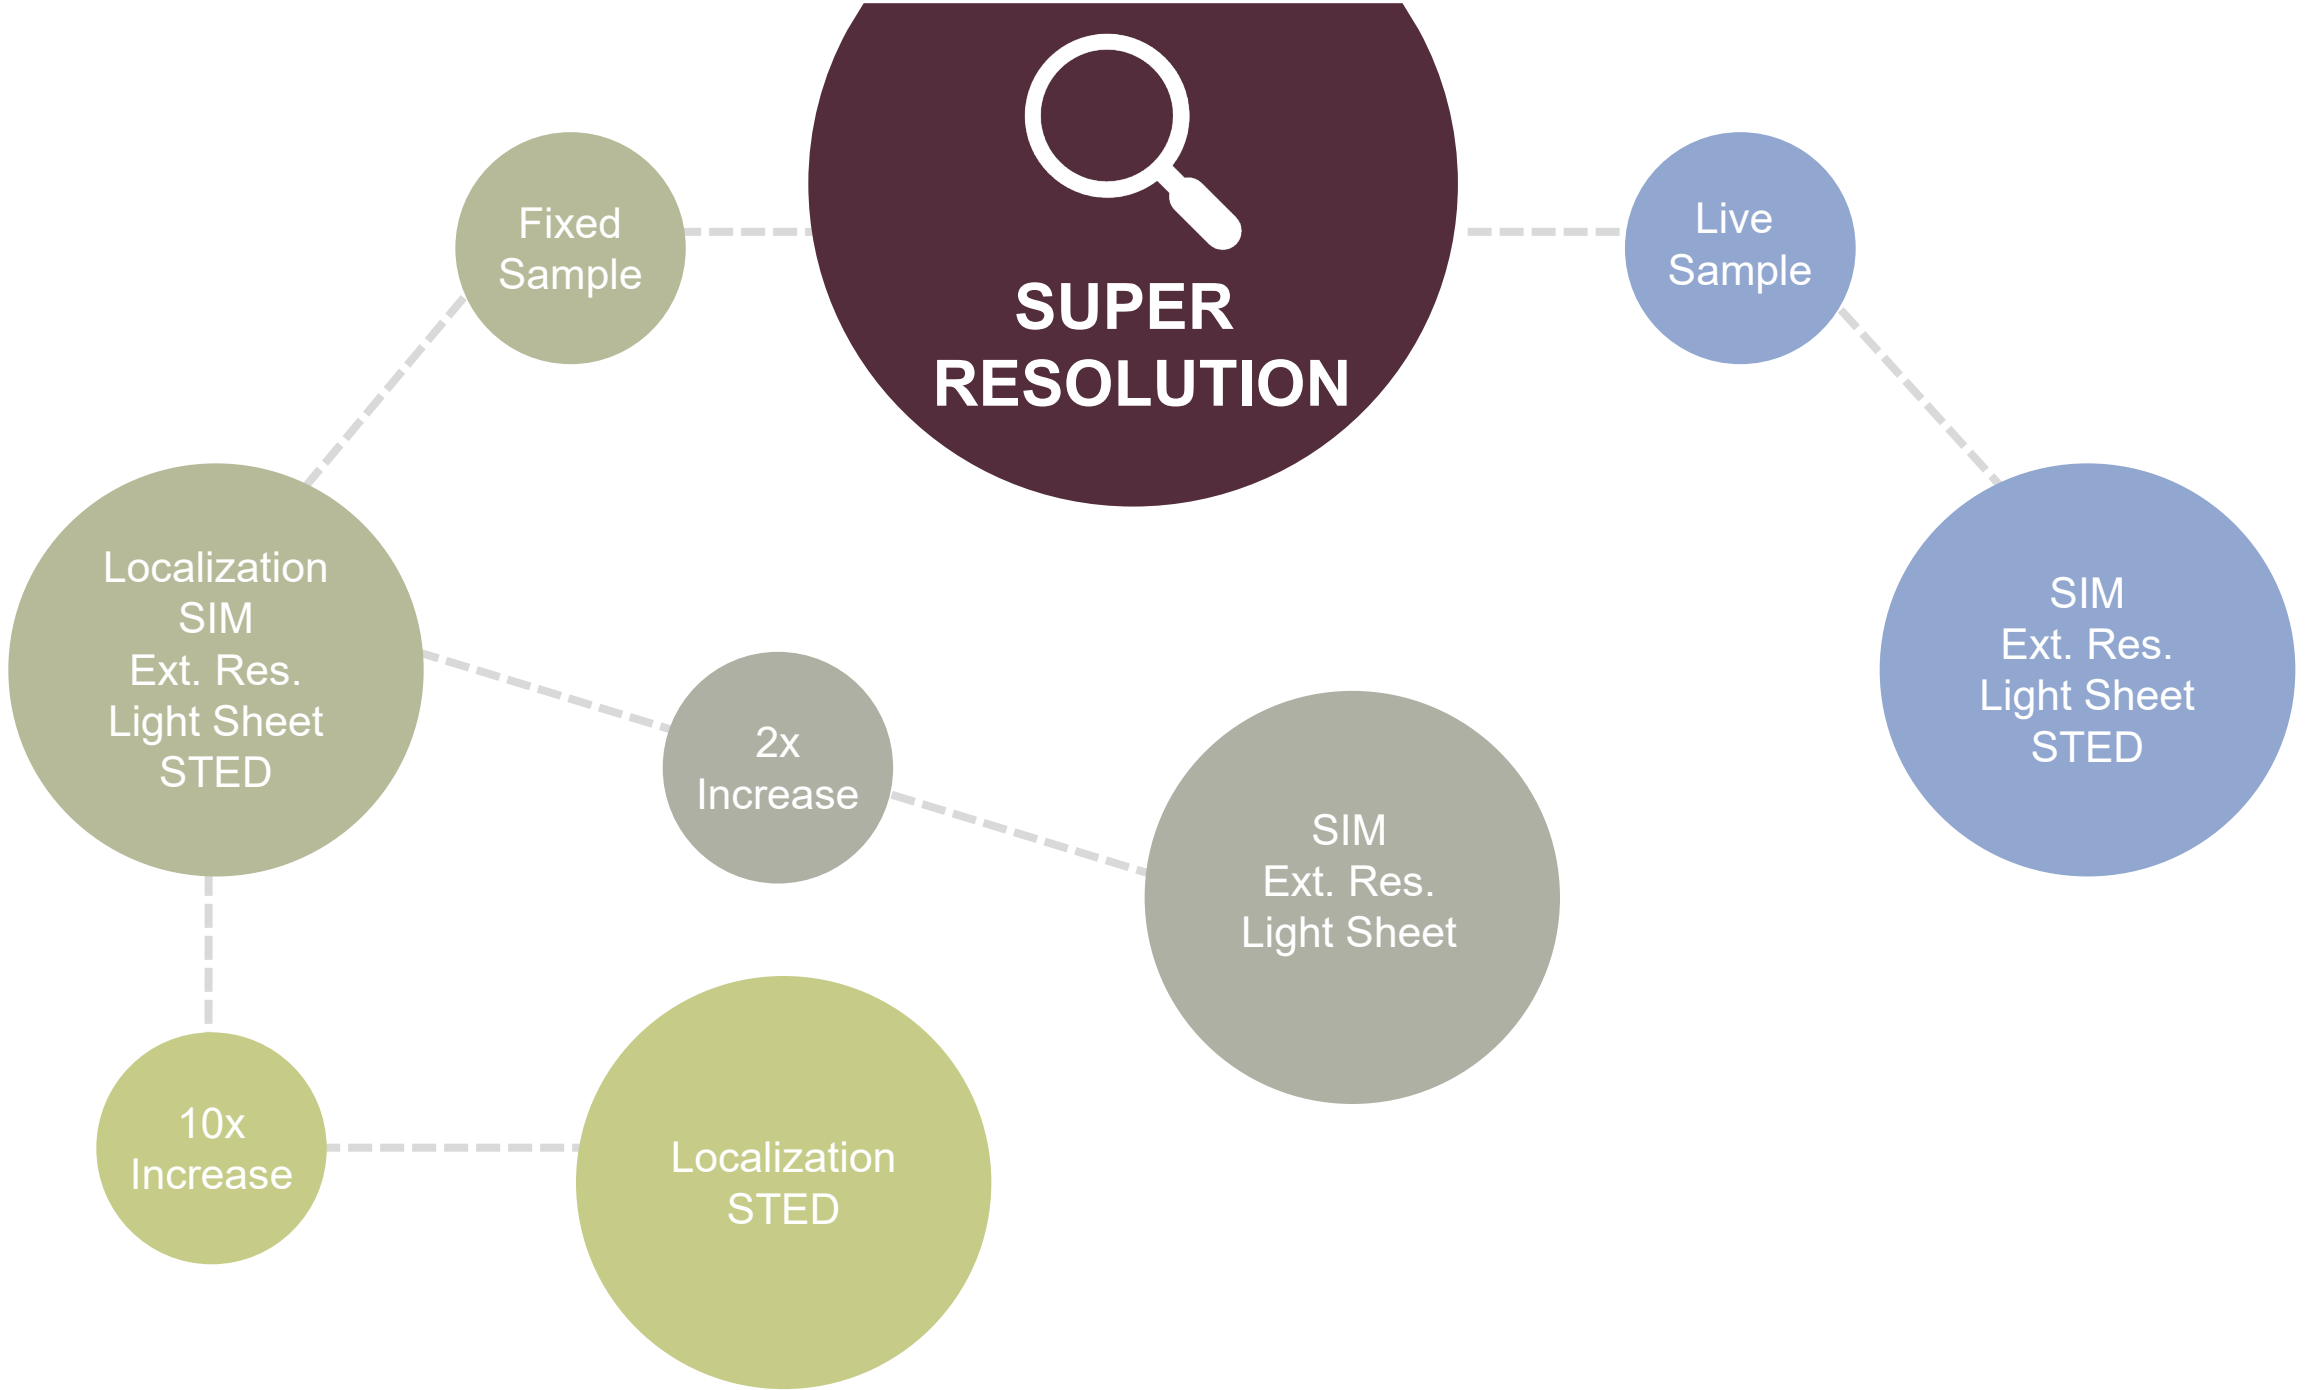 SUPER
RESOLUTION
Fixed
Sample
Live
Sample
Localization
SIM
Ext. Res.
Light Sheet
STED
2x
Increase
SIM
Ext. Res.
Light Sheet
SIM
Ext. Res.
Light Sheet
STED
10x
Increase
Localization
STED